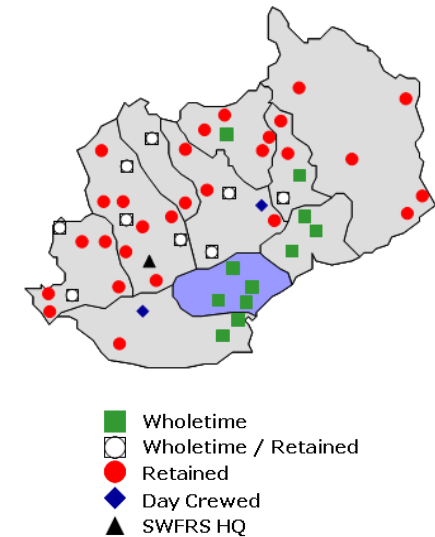 Wholetime
Wholetime / Retained
Retained
Day Crewed
SWFRS HQ